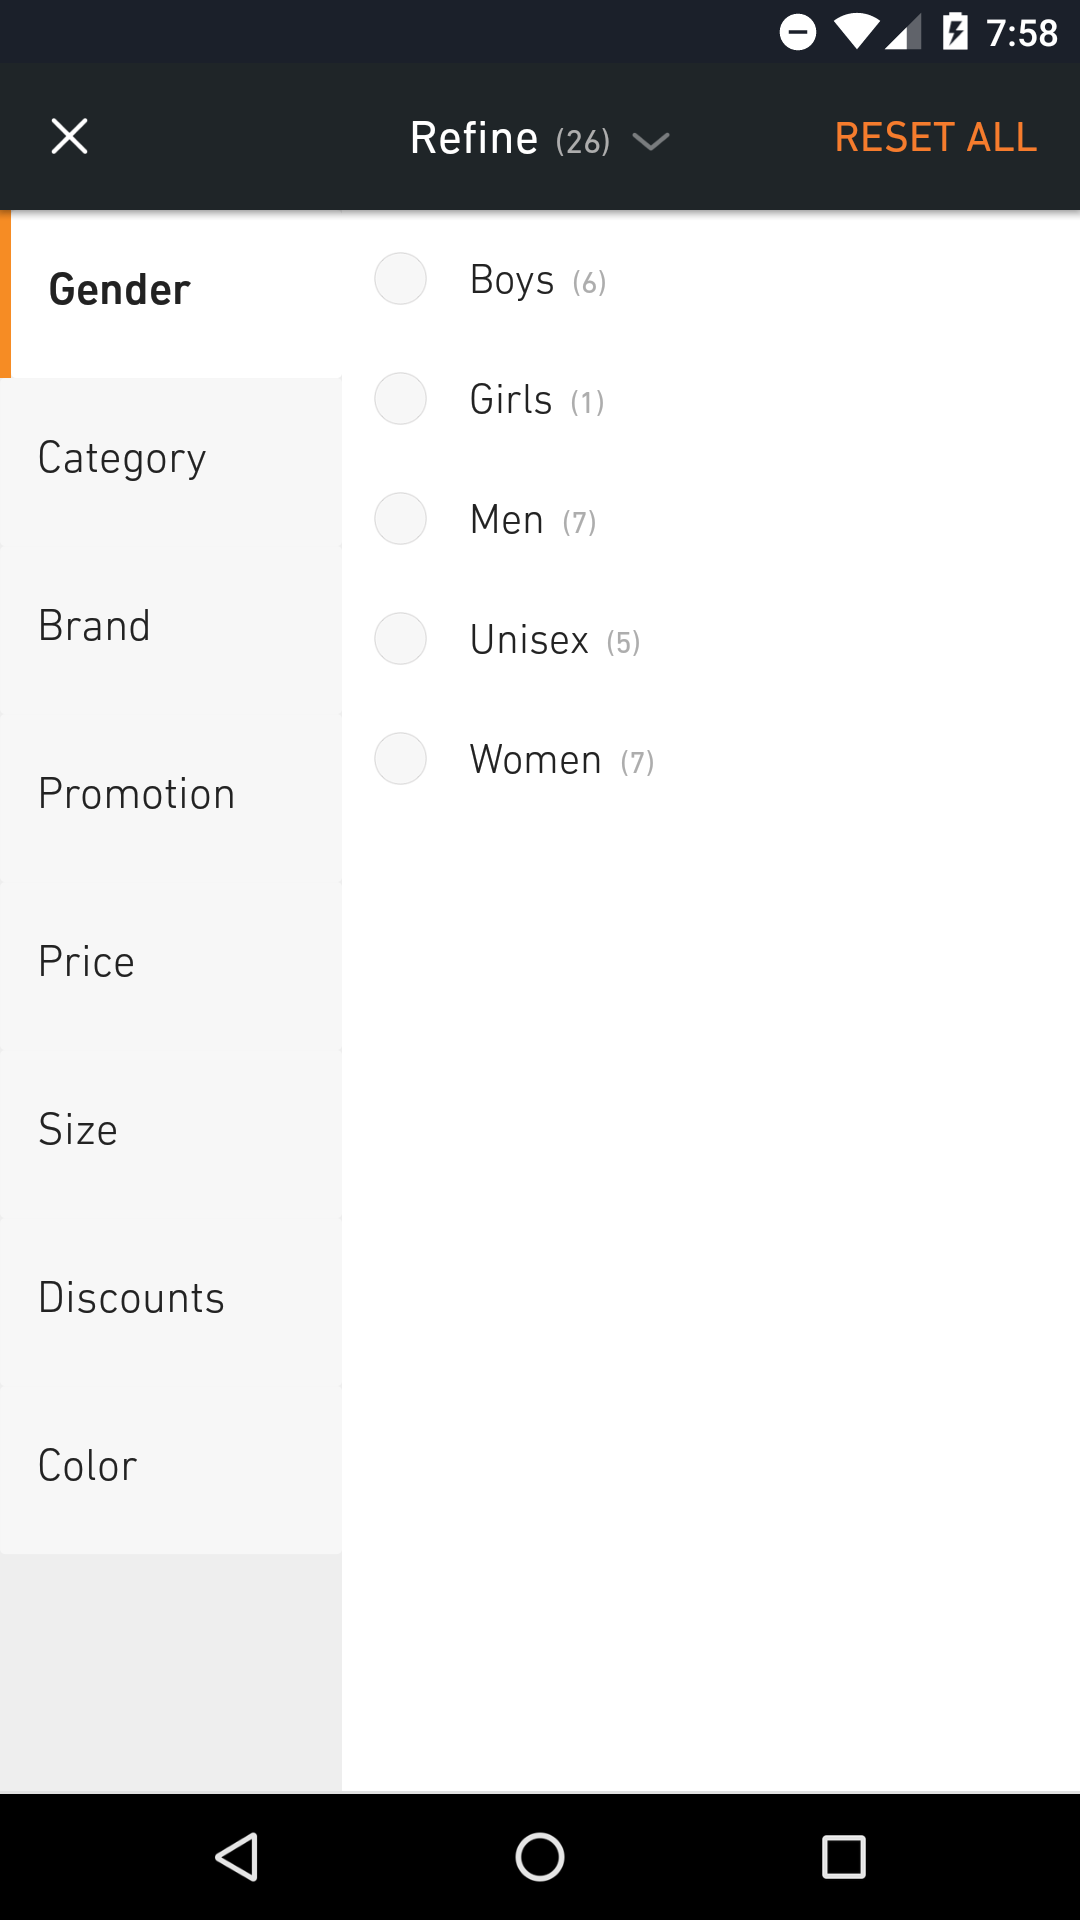 7:58
Refine (26)
RESET ALL
Gender
Category
Brand
Promotion
Price
Size
Discounts
Color
Boys (6)
Girls (1)
Men (7)
Unisex (5)
Women (7)